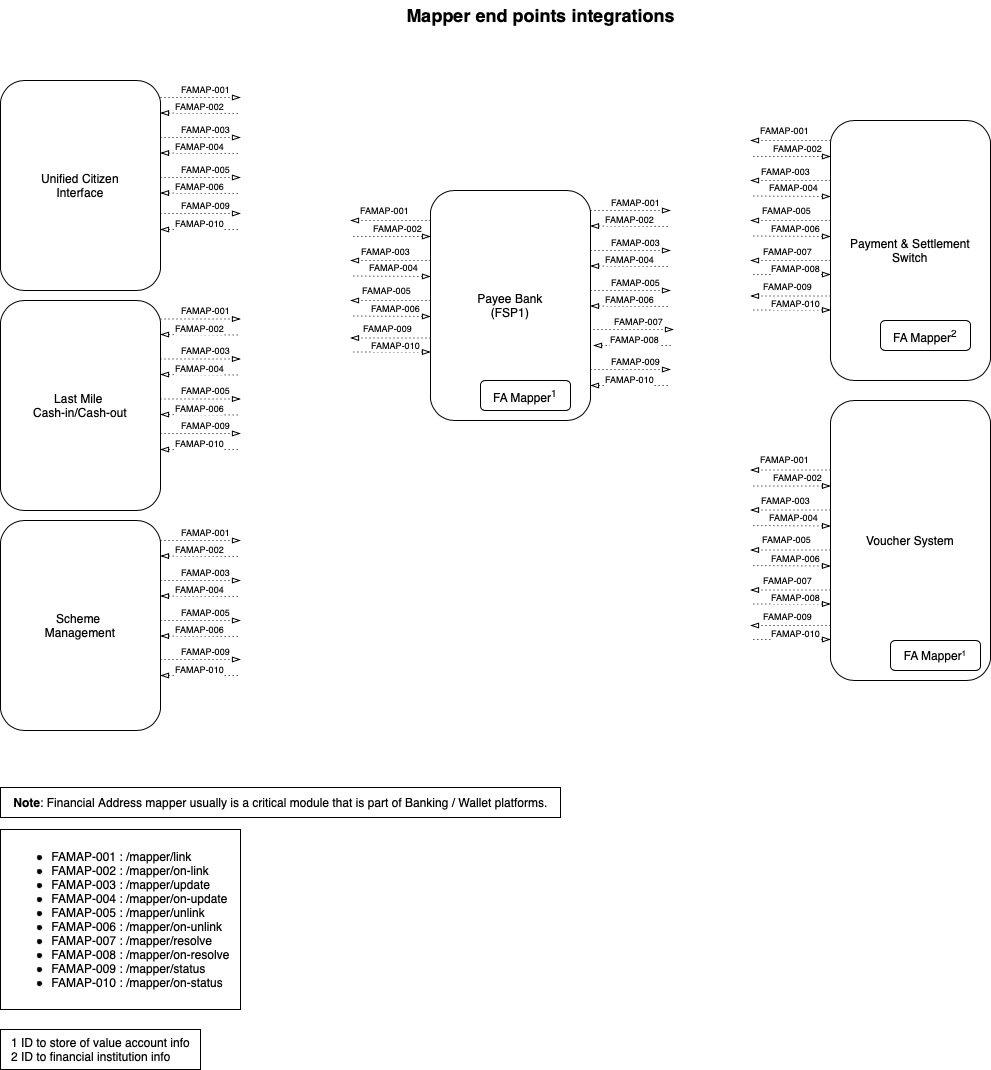 Mapper end points integrations
Unified Citizen
Interface
FAMAP-001
FAMAP-002
FAMAP-003
FAMAP-004
FAMAP-005
FAMAP-006
FAMAP-009
FAMAP-010
Last Mile
Cash-in/Cash-out
FAMAP-001
FAMAP-002
FAMAP-003
FAMAP-004
FAMAP-005
FAMAP-006
FAMAP-009
FAMAP-010
Scheme
Management
FAMAP-001
FAMAP-002
FAMAP-003
FAMAP-004
FAMAP-005
FAMAP-006
FAMAP-009
FAMAP-010
FAMAP-001
FAMAP-002
FAMAP-003
FAMAP-004
FAMAP-005
FAMAP-006
FAMAP-009
FAMAP-010
Payee Bank
(FSP1)
FA Mapper¹
FAMAP-001
FAMAP-002
FAMAP-003
FAMAP-004
FAMAP-005
FAMAP-006
FAMAP-007
FAMAP-008
FAMAP-009
FAMAP-010
FAMAP-001
FAMAP-002
FAMAP-003
FAMAP-004
FAMAP-005
FAMAP-006
FAMAP-007
FAMAP-008
FAMAP-009
FAMAP-010
Payment & Settlement
Switch
FA Mapper²
FAMAP-001
FAMAP-002
FAMAP-003
FAMAP-004
FAMAP-005
FAMAP-006
FAMAP-007
FAMAP-008
FAMAP-009
FAMAP-010
Voucher System
FA Mapper¹
Note: Financial Address mapper usually is a critical module that is part of Banking / Wallet platforms.
• FAMAP-001 : /mapper/link
• FAMAP-002 : /mapper/on-link
• FAMAP-003 : /mapper/update
• FAMAP-004 : /mapper/on-update
• FAMAP-005 : /mapper/unlink
• FAMAP-006 : /mapper/on-unlink
• FAMAP-007 : /mapper/resolve
• FAMAP-008 : /mapper/on-resolve
• FAMAP-009 : /mapper/status
• FAMAP-010 : /mapper/on-status
1 ID to store of value account info
2 ID to financial institution info